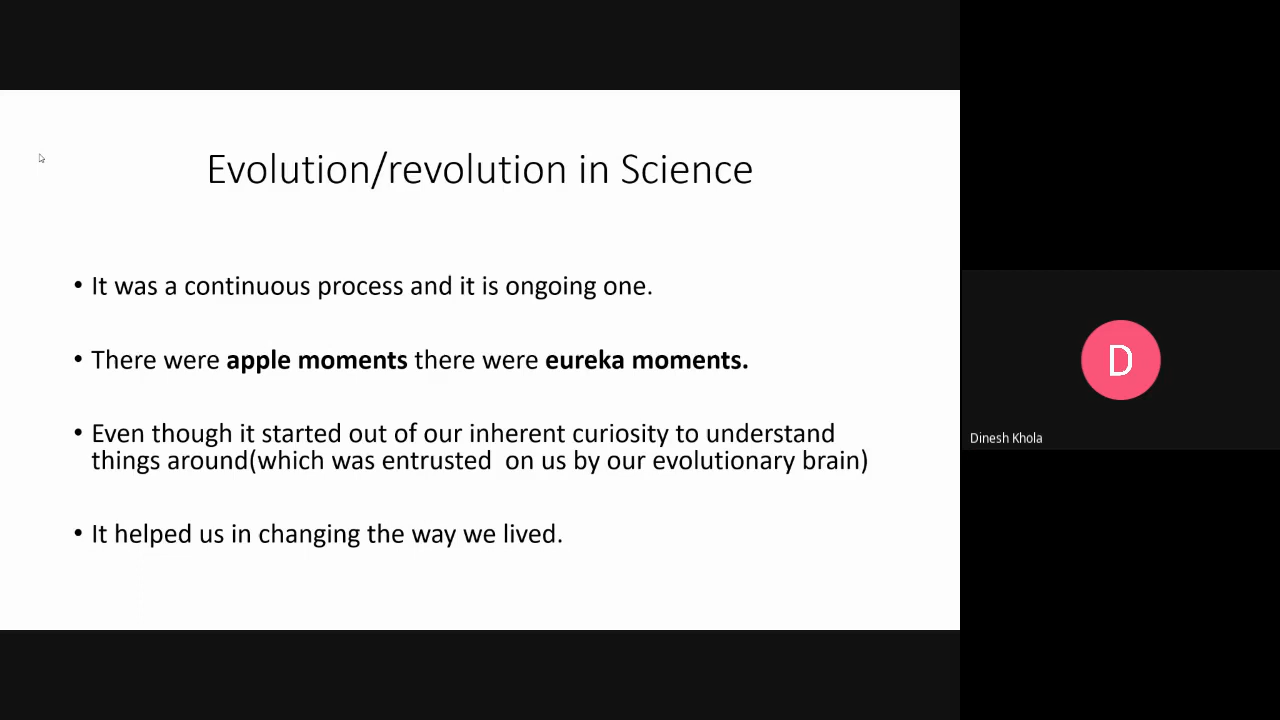 Evolution/revolution in Science
• It was a continuous process and it is ongoing one.
• There were apple moments there were eureka moments.
• Even though it started out of our inherent curiosity to understand
things around(which was entrusted  on us by our evolutionary brain)
• It helped us in changing the way we lived.
D
Dinesh Khola